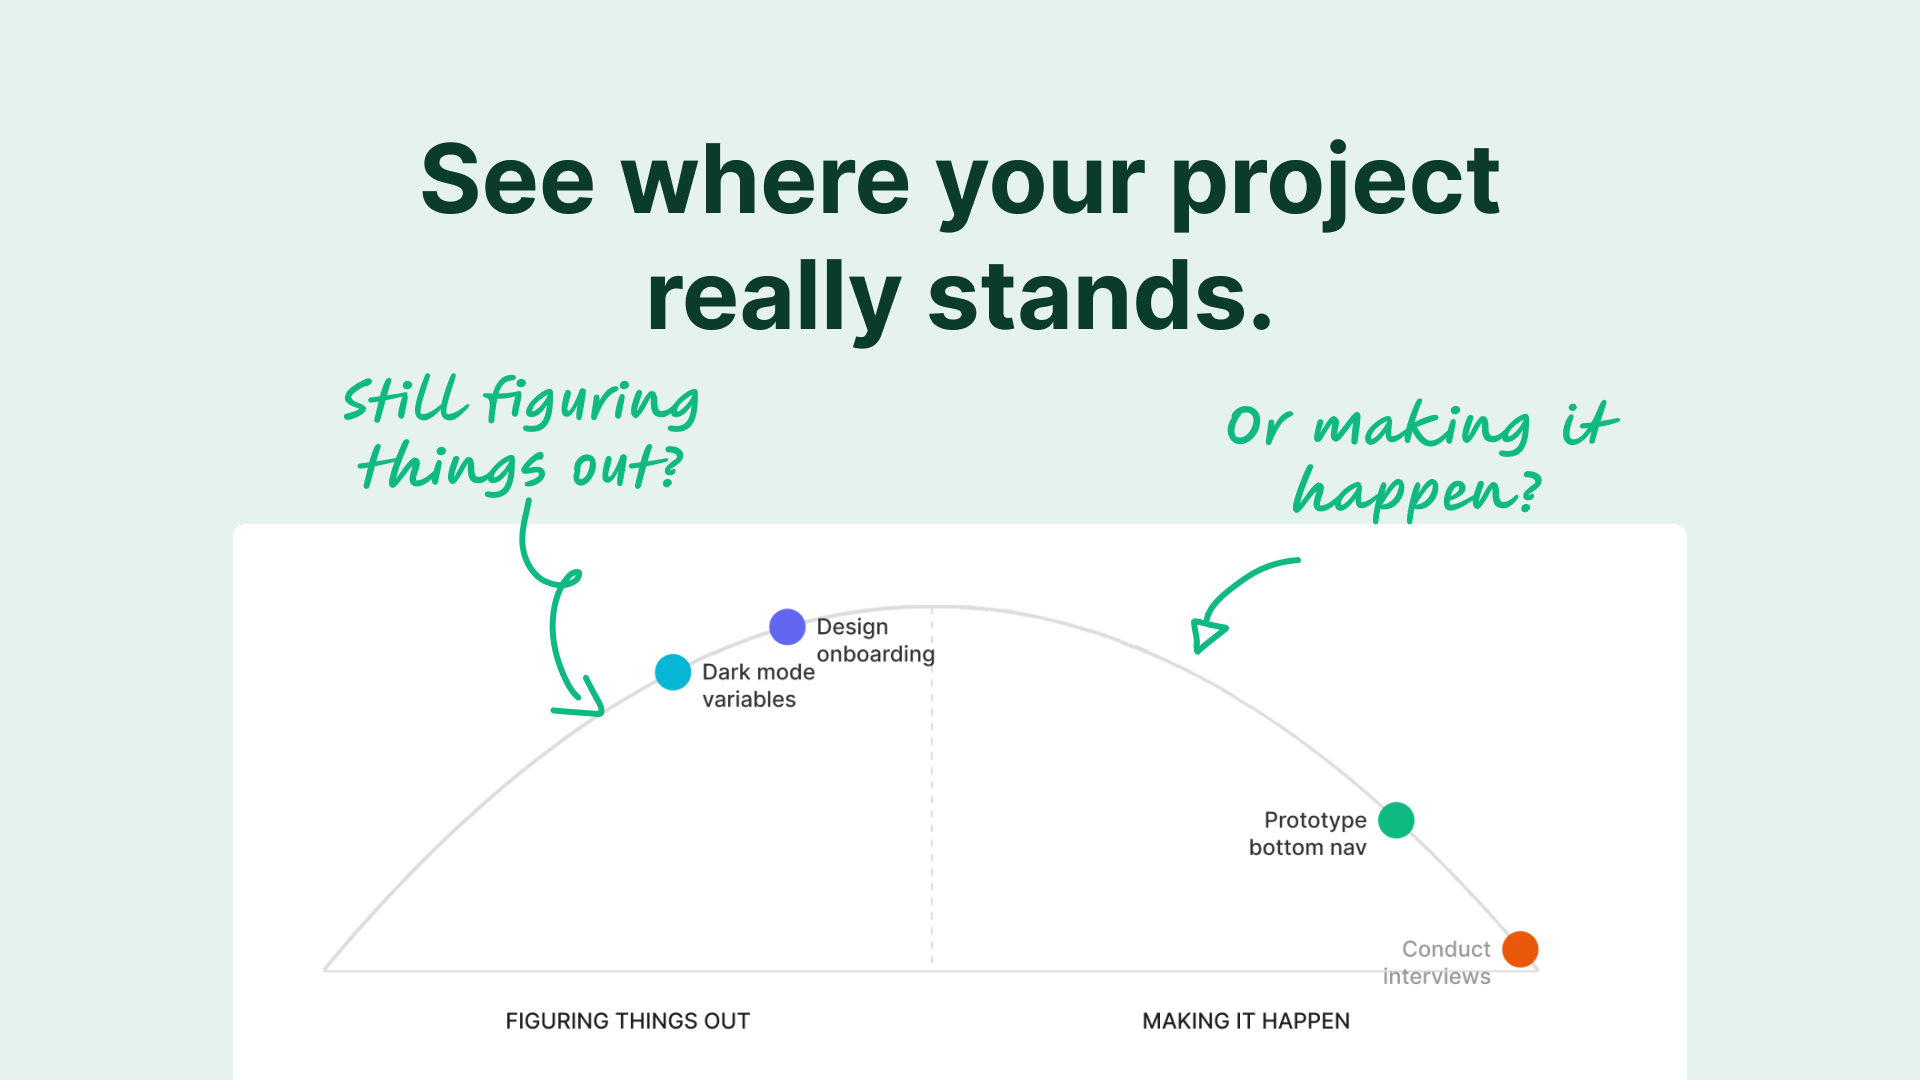 See where your project
really stands.
Still figuring
things out?
Or making it
happen?
Design
onboarding
Dark mode
variables
Prototype
bottom nav
Conduct
interviews
FIGURING THINGS OUT
MAKING IT HAPPEN